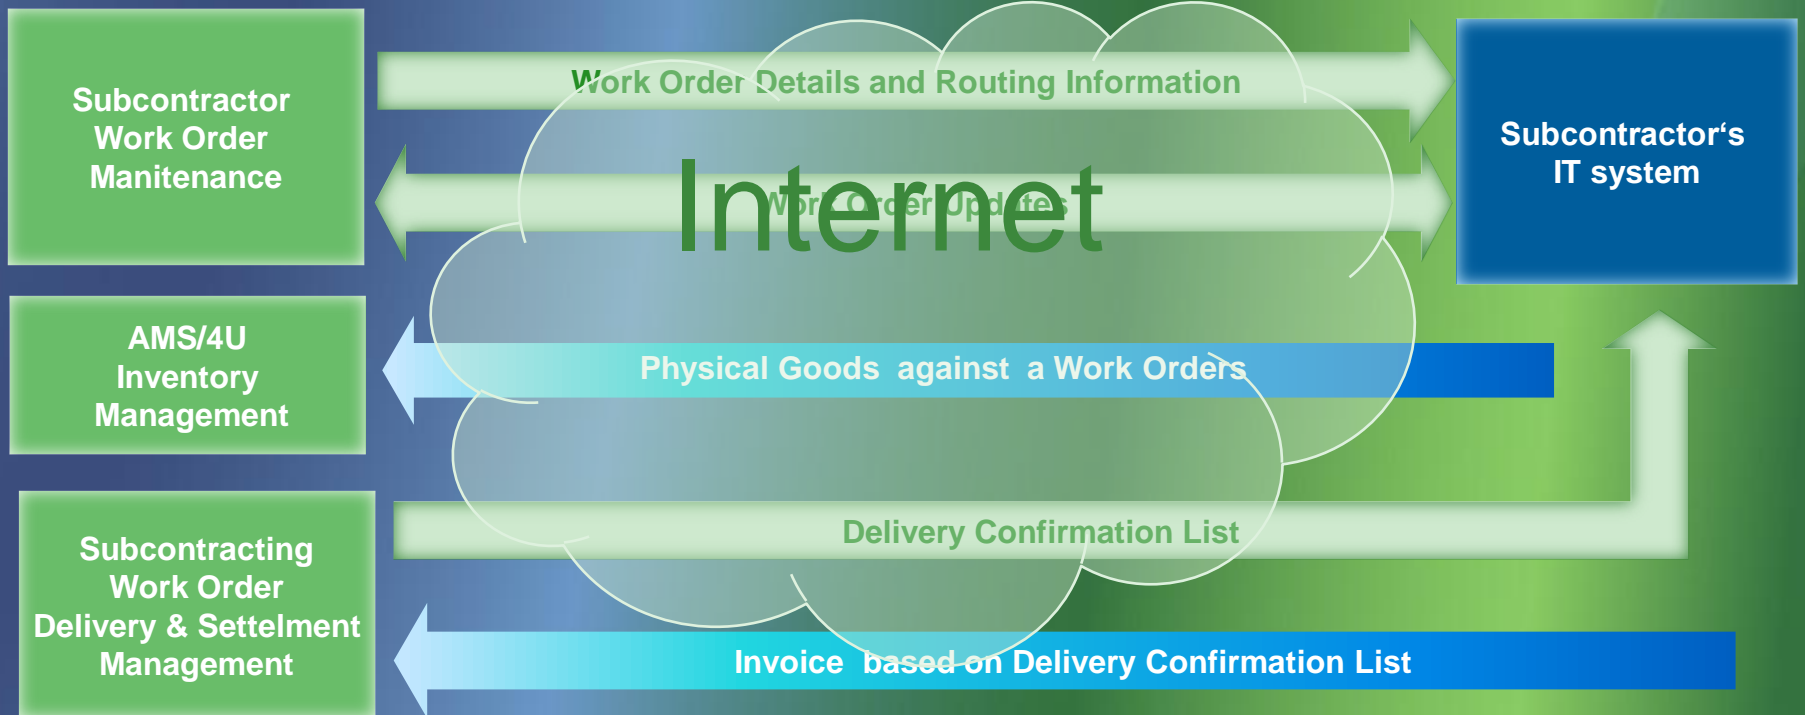 Subcontractor
Work Order
Manitenance
Work Order Details and Routing Information
Subcontractor‘s
IT system
Internet
Work Order Updates
AMS/4U
Inventory
Management
Physical Goods against a Work Orders
Subcontracting
Work Order
Delivery & Settelment
Management
Delivery Confirmation List
Invoice based on Delivery Confirmation List